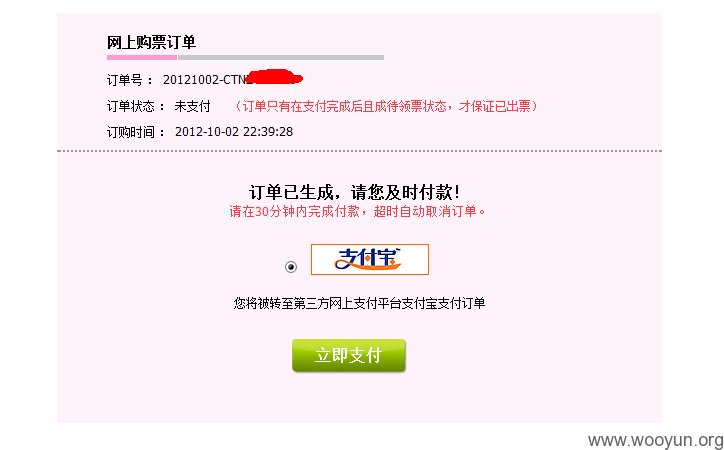 网上购票订单
订单号： 20121002-CTN
订单状态： 未支付 （订单只有在支付完成后且成待领票状态，才保证已出票）
订购时间： 2012-10-02 22:39:28
订单已生成，请您及时付款！
请在30分钟内完成付款，超时自动取消订单。
支付宝
您将被转至第三方网上支付平台支付宝支付订单
立即支付
www.wooyun.org